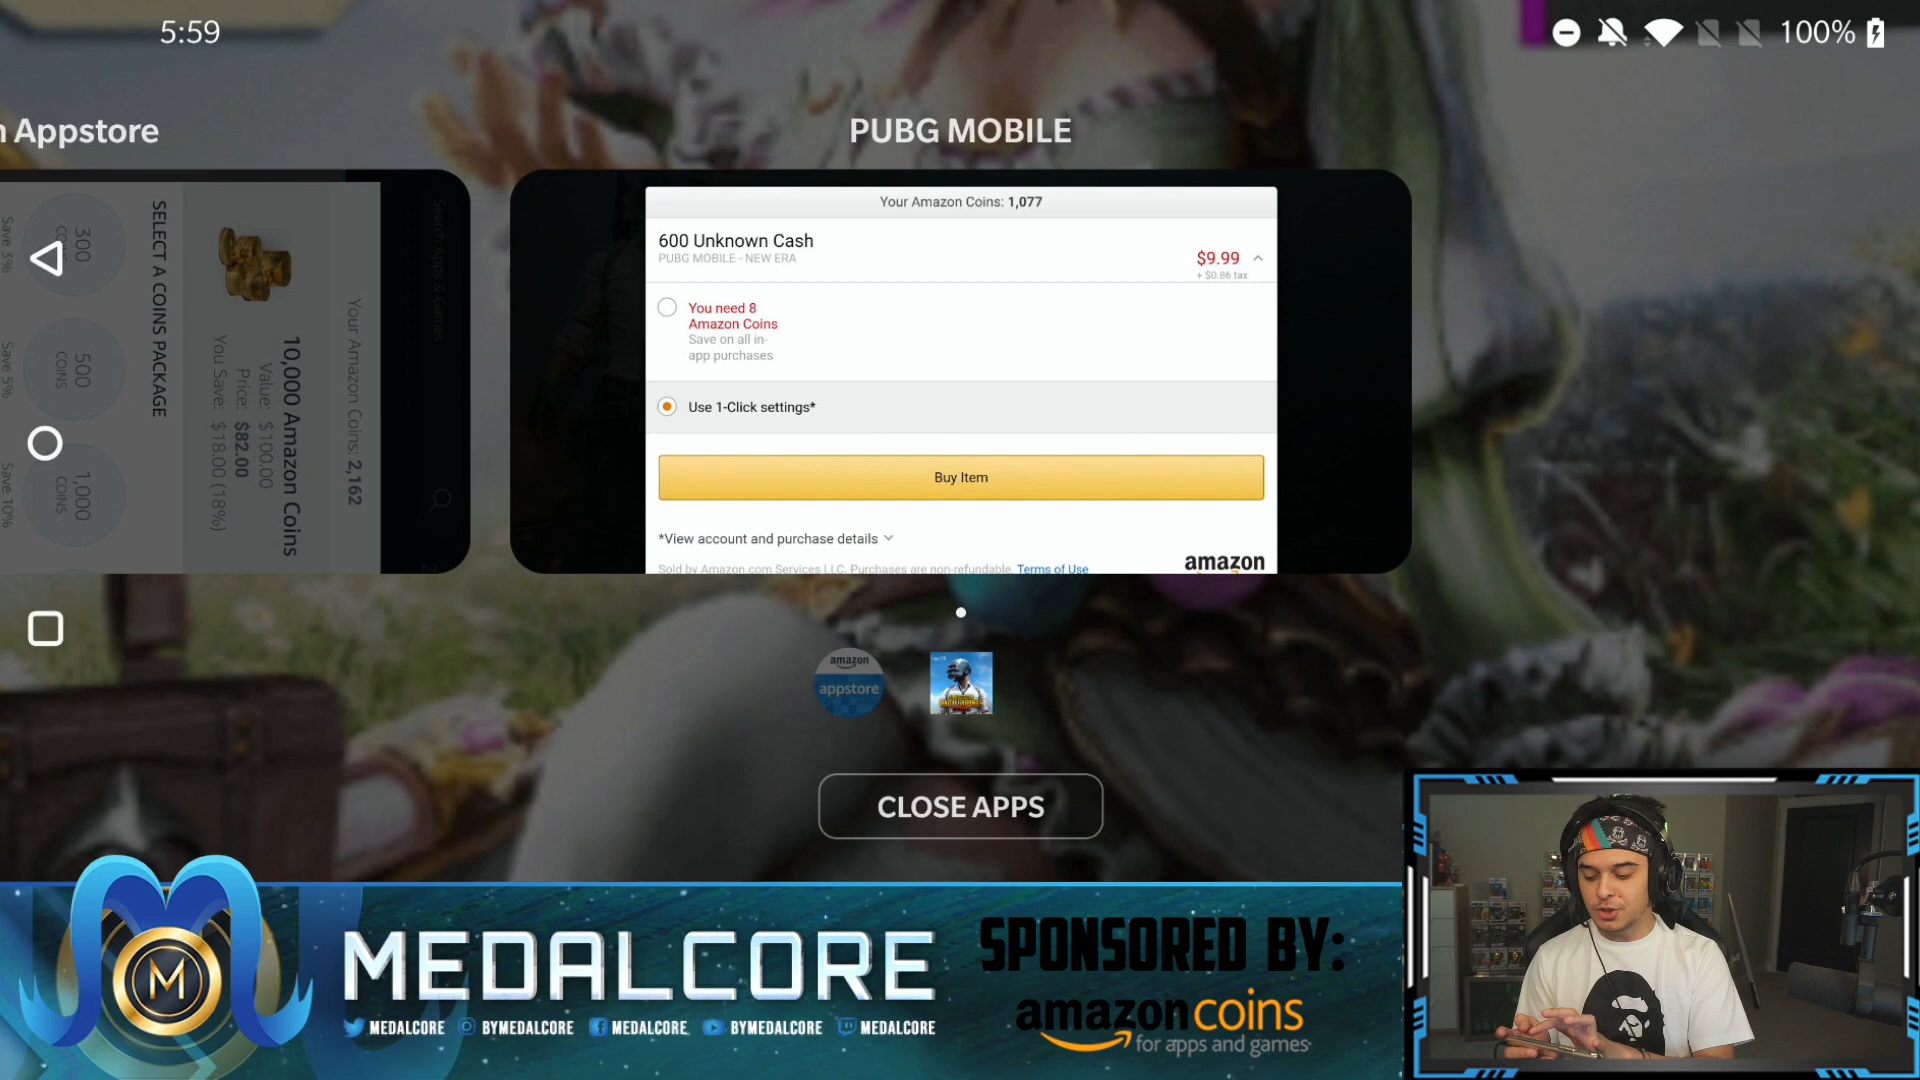 5:59
100%
n Appstore
PUBG MOBILE
Search Apps & Games
Your Amazon Coins: 2,162
10,000 Amazon Coins
Value: $100.00
Price: $82.00
You Save: $18.00 (18%)
SELECT A COINS PACKAGE
300
COINS
Save 3%
500
COINS
Save 5%
1,000
COINS
Save 10%
Your Amazon Coins: 1,077
600 Unknown Cash
PUBG MOBILE - NEW ERA
$9.99
+ $0.86 tax
You need 8
Amazon Coins
Save on all in-
app purchases
Use 1-Click settings*
Buy Item
*View account and purchase details
Sold by Amazon.com Services LLC. Purchases are non-refundable. Terms of Use
amazon
amazon
appstore
CLOSE APPS
M
MEDALCORE
MEDALCORE BYMEDALCORE MEDALCORE BYMEDALCORE MEDALCORE
SPONSORED BY:
amazon coins
for apps and games